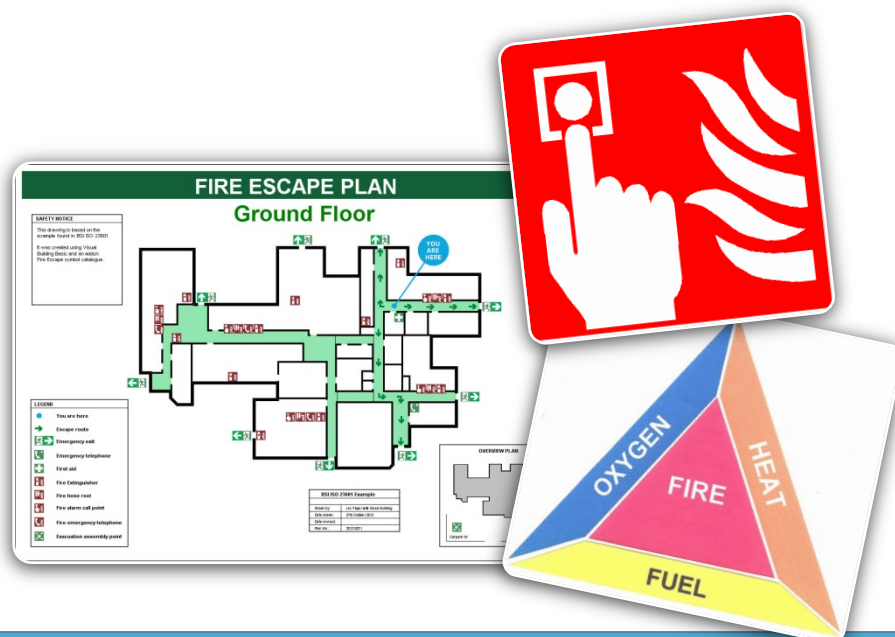 FIRE ESCAPE PLAN
Ground Floor
SAFETY NOTICE
This drawing is based on the
example found in BSI ISO 23601
It was created using Visual
Building Basic and an addon
Fire Escape symbol catalogue.
YOU
ARE
HERE
LEGEND
You are here
Escape route
Emergency exit
Emergency telephone
First aid
Fire Extinguisher
Fire hose reel
Fire alarm call point
Fire emergency telephone
Evacuation assembly point
BSI ISO 23601 Example
OVERVIEW PLAN
OXYGEN
HEAT
FIRE
FUEL